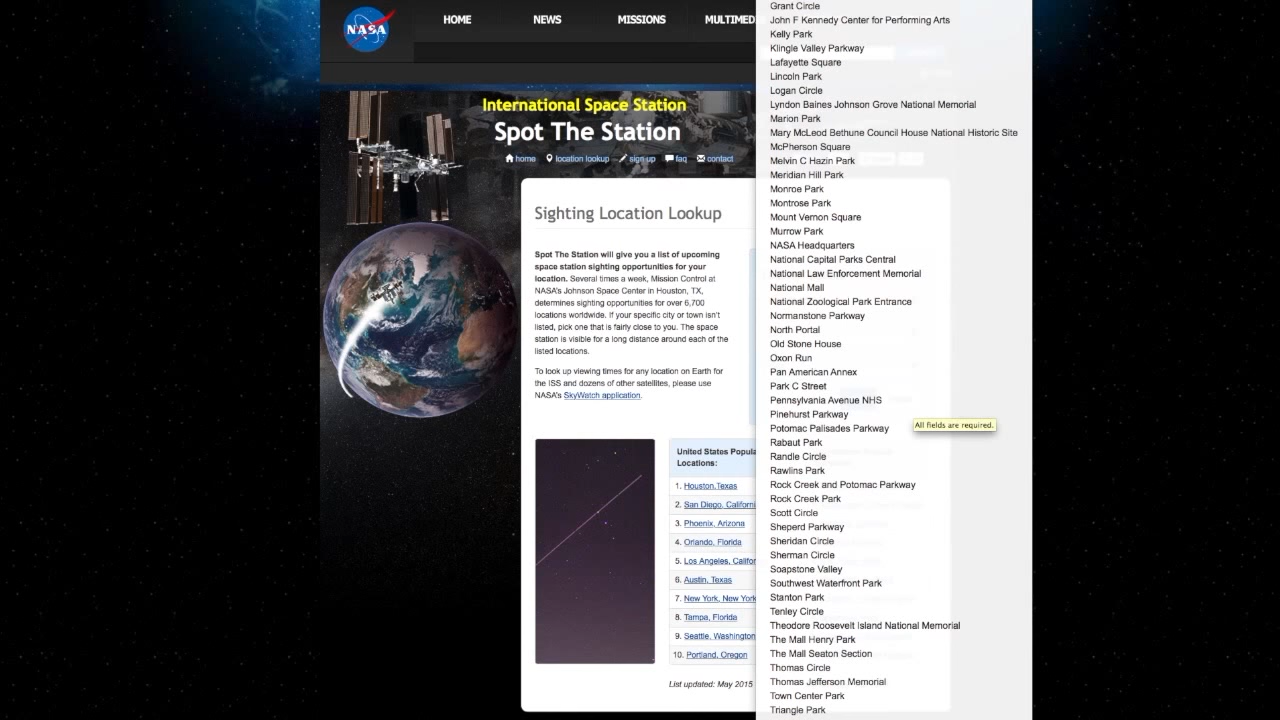 NASA
HOME
NEWS
MISSIONS
MULTIMED
International Space Station
Spot The Station
home
location lookup
sign up
faq
contact
Sighting Location Lookup
Spot The Station will give you a list of upcoming
space station sighting opportunities for your
location. Several times a week, Mission Control at
NASA's Johnson Space Center in Houston, TX,
determines sighting opportunities for over 6,700
locations worldwide. If your specific city or town isn't
listed, pick one that is fairly close to you. The space
station is visible for a long distance around each of the
listed locations.
To look up viewing times for any location on Earth for
the ISS and dozens of other satellites, please use
NASA's SkyWatch application.
United States Popula
Locations:
1. Houston,Texas
2. San Diego, Californi
3. Phoenix, Arizona
4. Orlando, Florida
5. Los Angeles, Califor
6. Austin, Texas
7. New York, New York
8. Tampa, Florida
9. Seattle, Washington
10. Portland, Oregon
List updated: May 2015
Grant Circle
John F Kennedy Center for Performing Arts
Kelly Park
Klingle Valley Parkway
Lafayette Square
Lincoln Park
Logan Circle
Lyndon Baines Johnson Grove National Memorial
Marion Park
Mary McLeod Bethune Council House National Historic Site
McPherson Square
Melvin C Hazin Park
Meridian Hill Park
Monroe Park
Montrose Park
Mount Vernon Square
Murrow Park
NASA Headquarters
National Capital Parks Central
National Law Enforcement Memorial
National Mall
National Zoological Park Entrance
Normanstone Parkway
North Portal
Old Stone House
Oxon Run
Pan American Annex
Park C Street
Pennsylvania Avenue NHS
Pinehurst Parkway
Potomac Palisades Parkway
Rabaut Park
Randle Circle
Rawlins Park
Rock Creek and Potomac Parkway
Rock Creek Park
Scott Circle
Sheperd Parkway
Sheridan Circle
Sherman Circle
Soapstone Valley
Southwest Waterfront Park
Stanton Park
Tenley Circle
Theodore Roosevelt Island National Memorial
The Mall Henry Park
The Mall Seaton Section
Thomas Circle
Thomas Jefferson Memorial
Town Center Park
Triangle Park
All fields are required.